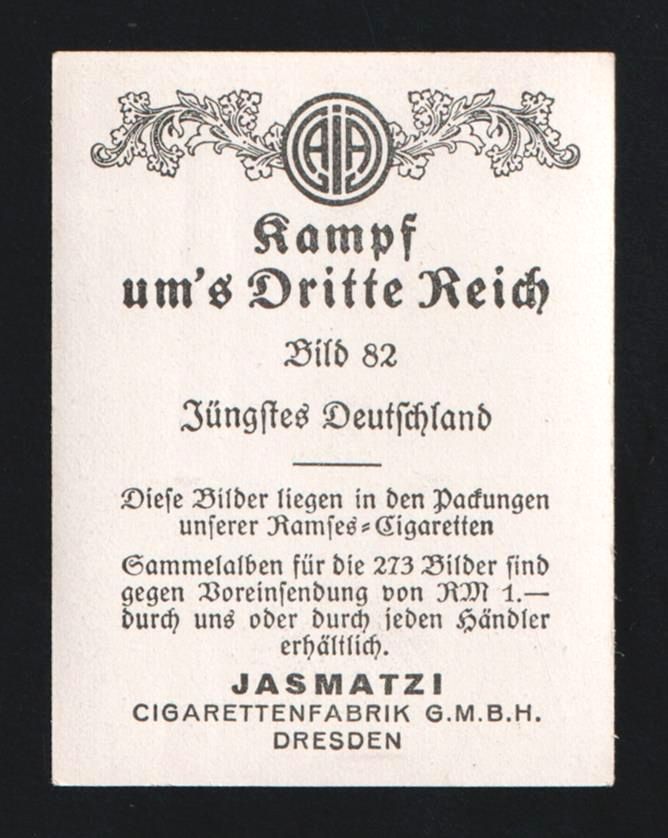 AIA
Kampf
um's Dritte Reich
Bild 82
Jüngstes Deutschland
Diese Bilder liegen in den Packungen
unserer Ramses=Cigaretten
Sammelalben für die 273 Bilder sind
gegen Voreinsendung von RM 1.—
durch uns oder durch jeden Händler
erhältlich.
JASMATZI
CIGARETTENFABRIK G.M.B.H.
DRESDEN